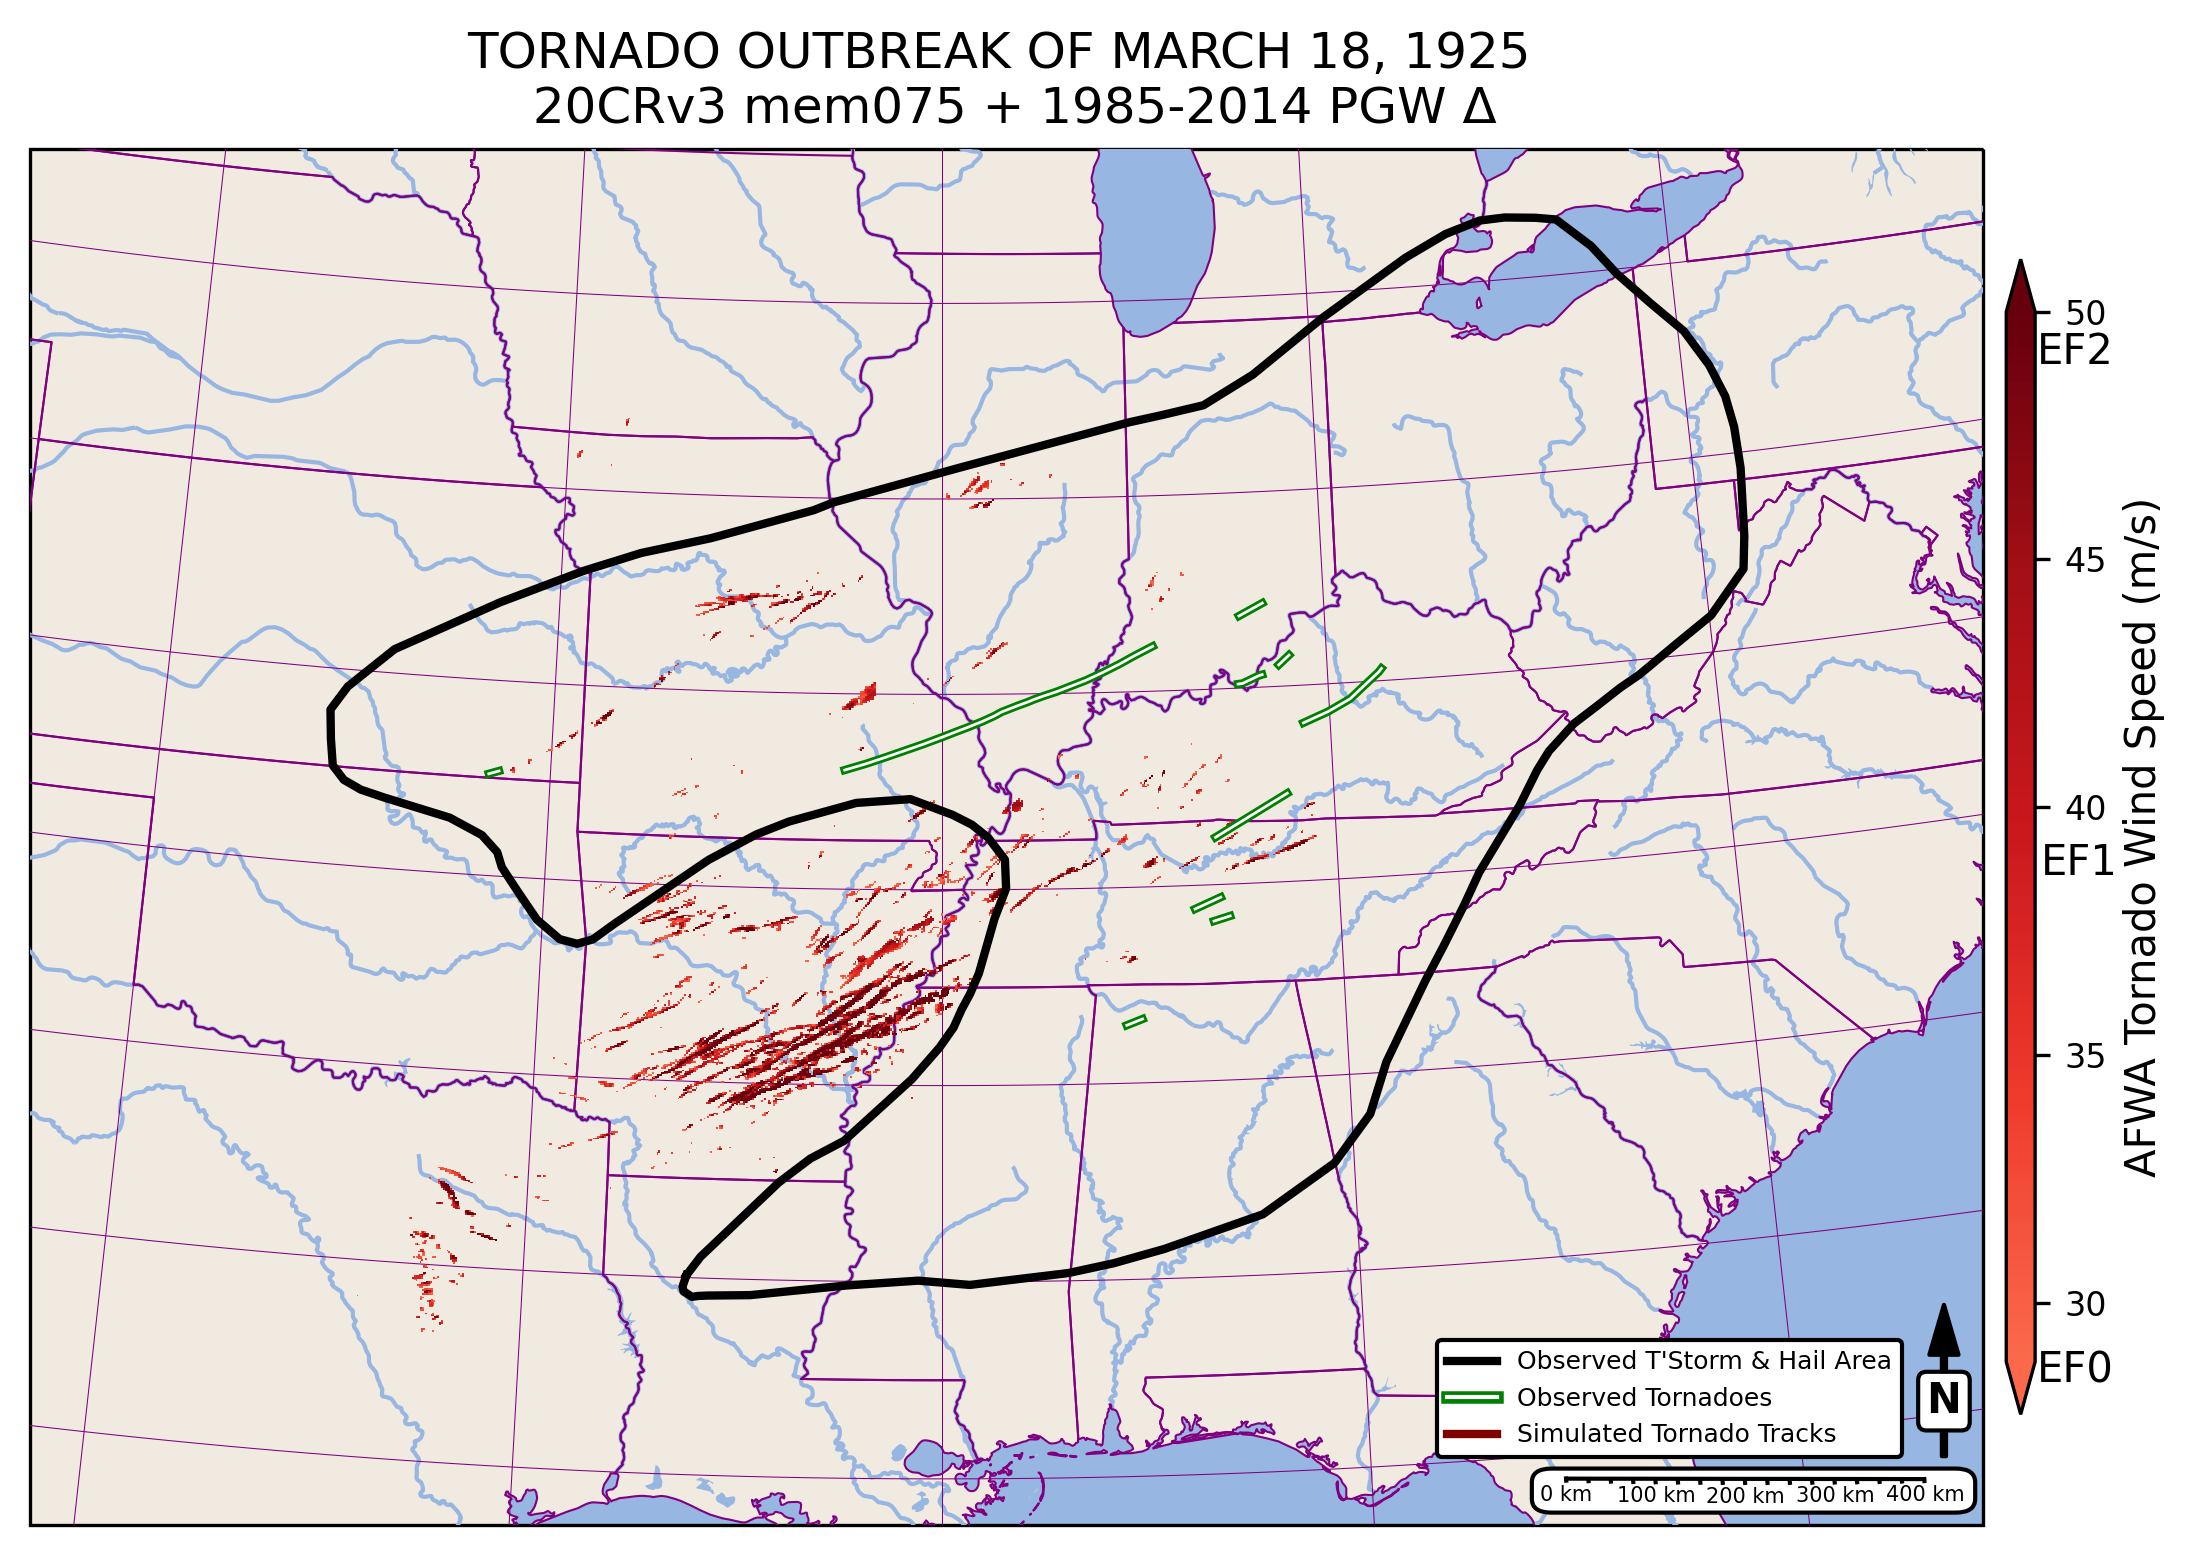 TORNADO OUTBREAK OF MARCH 18, 1925
20CRv3 mem075 + 1985-2014 PGW Δ
50
EF2
45
40
EF1
35
30
EF0
AFWA Tornado Wind Speed (m/s)
Observed T'Storm & Hail Area
Observed Tornadoes
Simulated Tornado Tracks
N
0 km 100 km 200 km 300 km 400 km